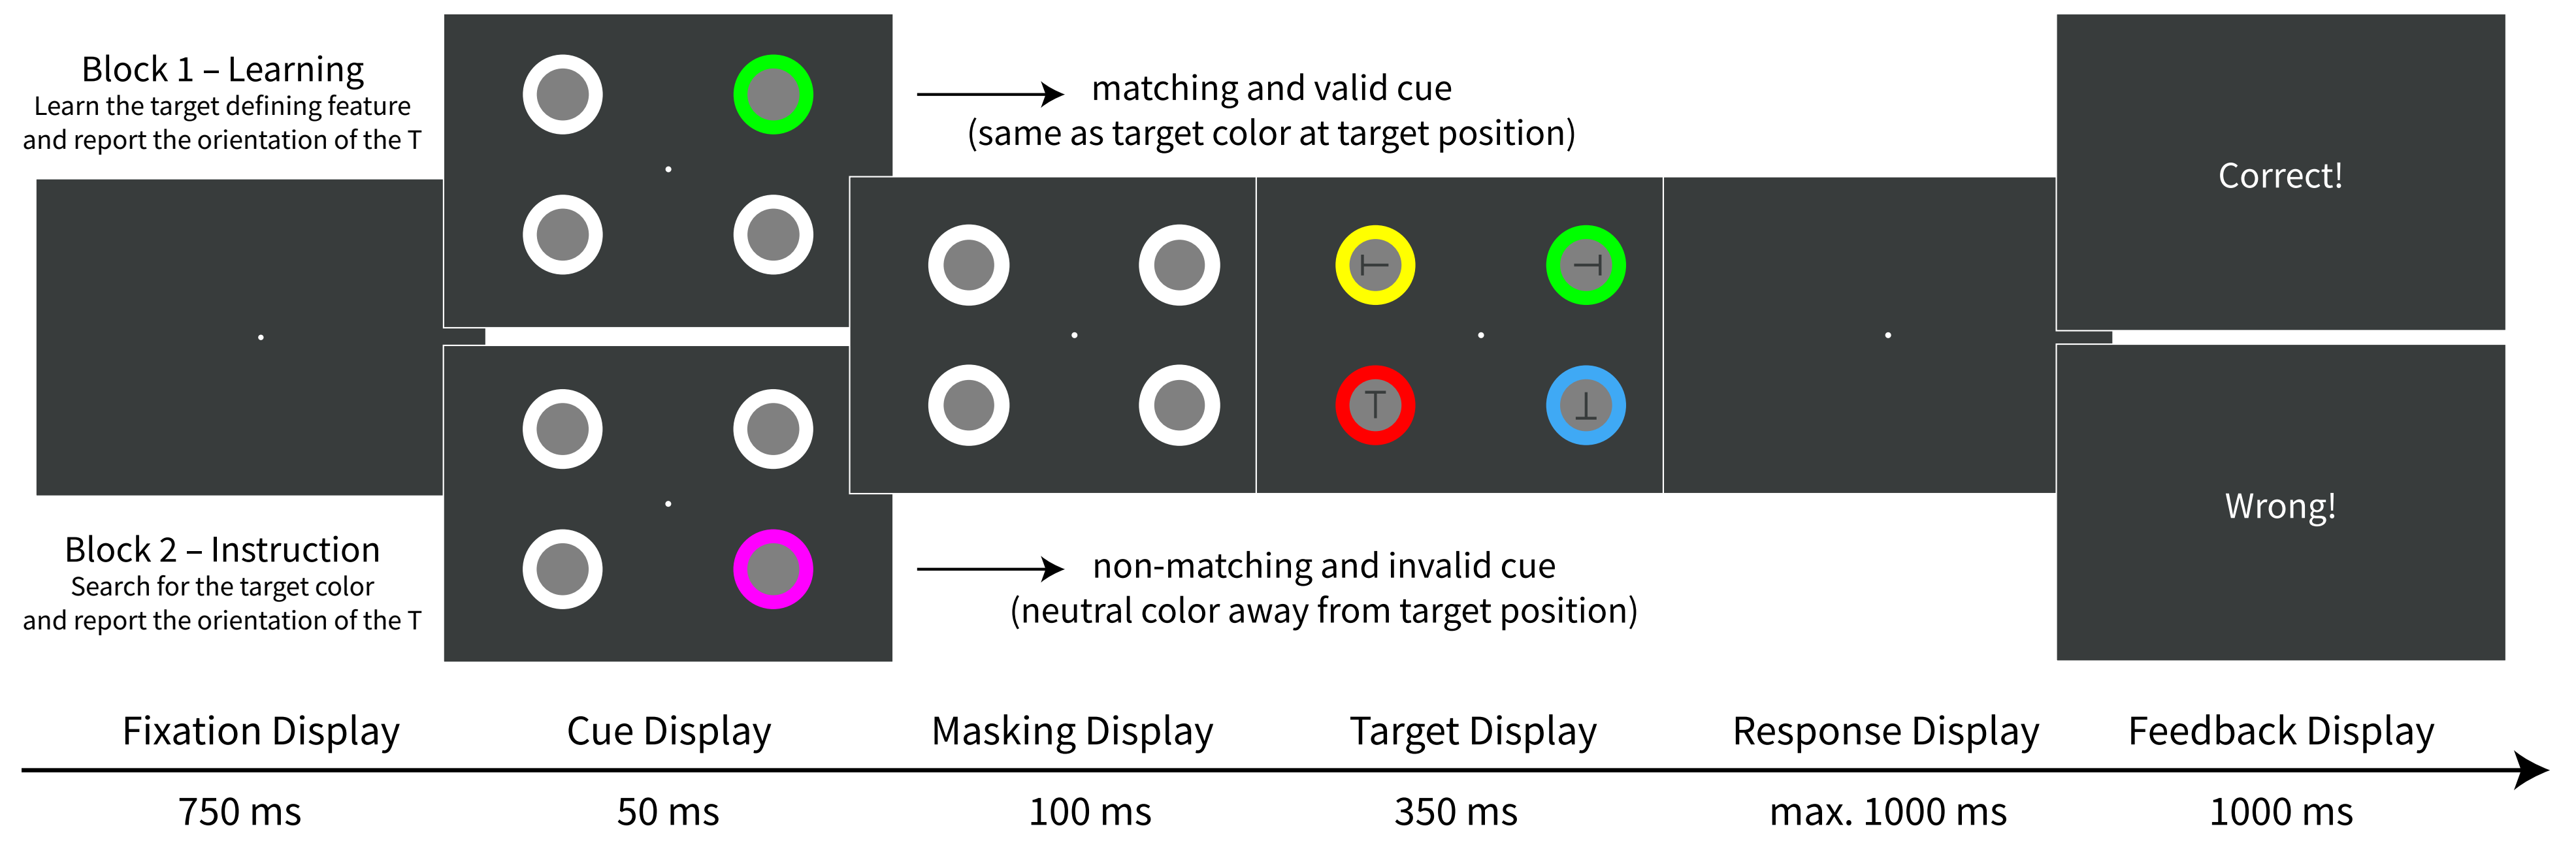 Block 1 – Learning
Learn the target defining feature
and report the orientation of the T
matching and valid cue
(same as target color at target position)
Correct!
T
T
T
T
Wrong!
Block 2 – Instruction
Search for the target color
and report the orientation of the T
non-matching and invalid cue
(neutral color away from target position)
Fixation Display
Cue Display
Masking Display
Target Display
Response Display
Feedback Display
750 ms
50 ms
100 ms
350 ms
max. 1000 ms
1000 ms